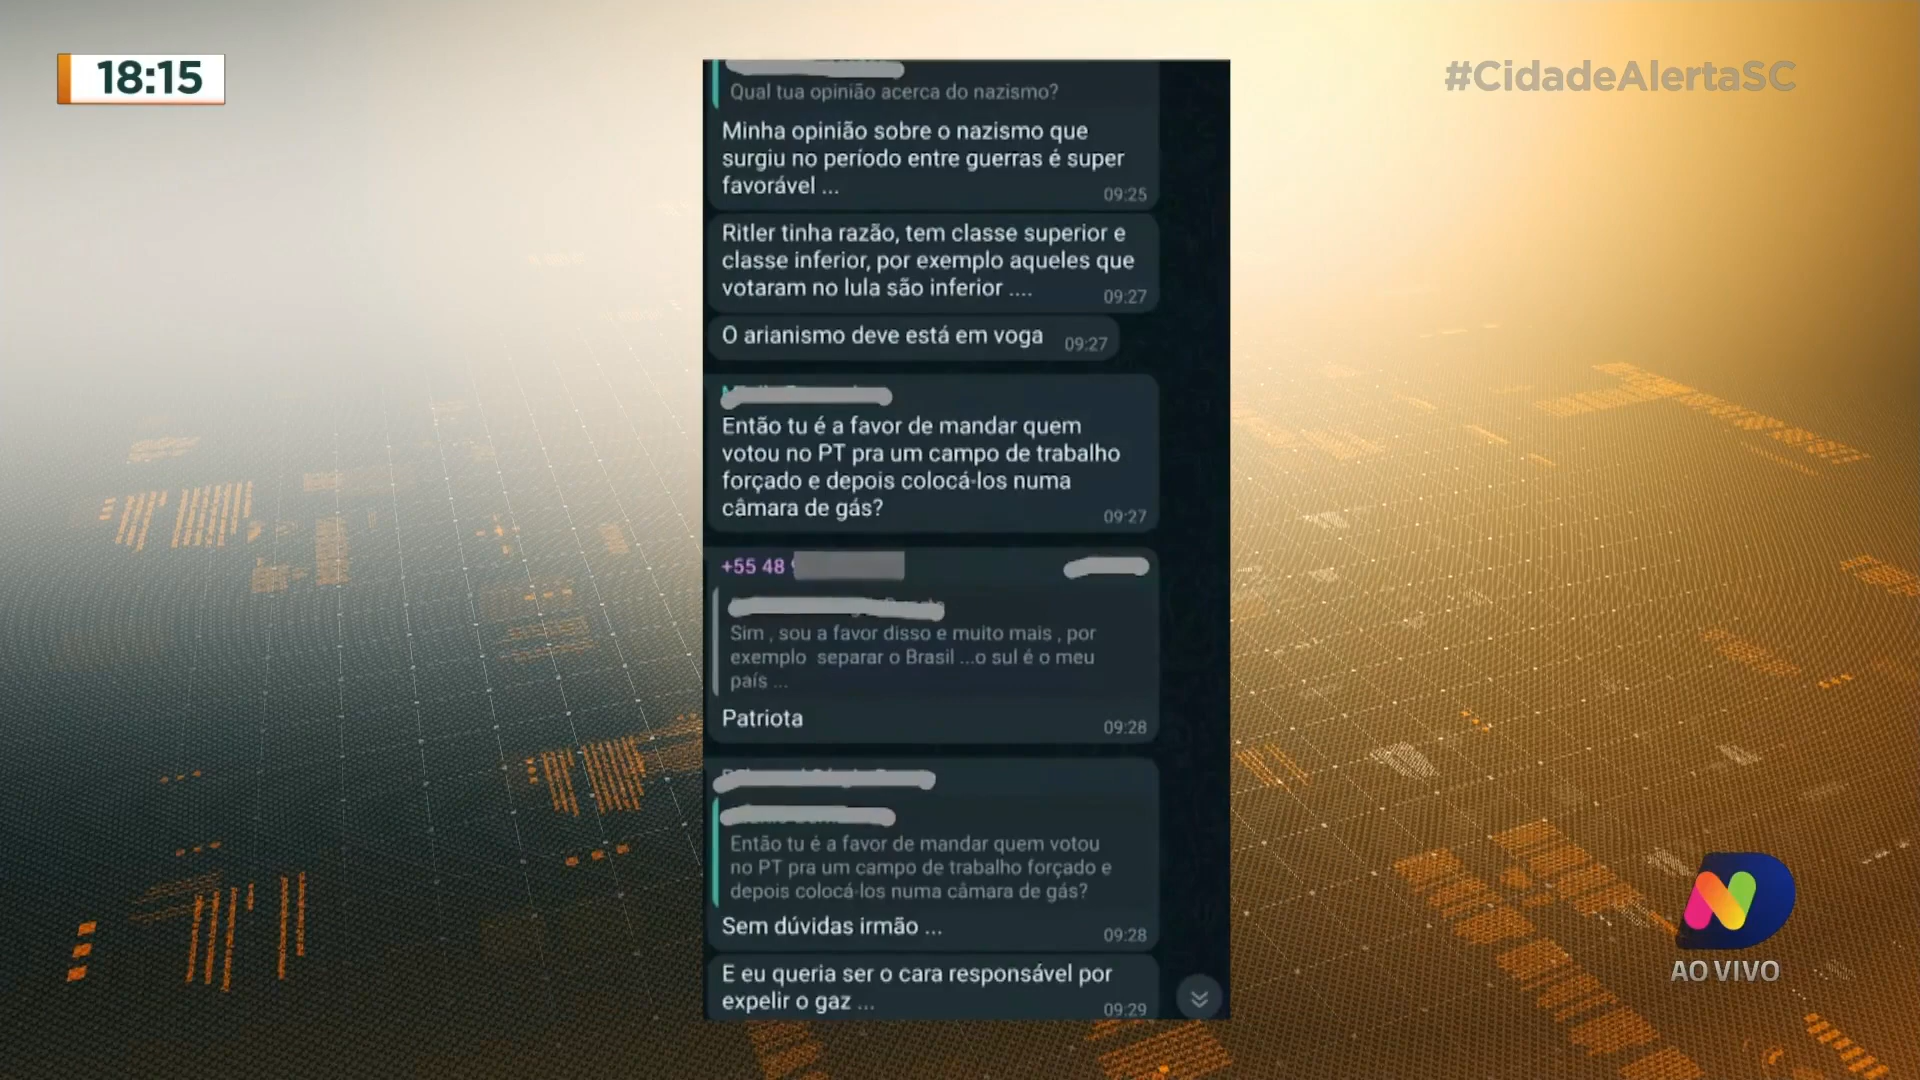 18:15
#CidadeAlertaSC
Qual tua opinião acerca do nazismo?
Minha opinião sobre o nazismo que
surgiu no período entre guerras é super
favorável ...
09:25
Ritler tinha razão, tem classe superior e
classe inferior, por exemplo aqueles que
votaram no lula são inferior ....
09:27
O arianismo deve está em voga
09:27
Então tu é a favor de mandar quem
votou no PT pra um campo de trabalho
forçado e depois colocá-los numa
câmara de gás?
09:27
+55 48
Sim , sou a favor disso e muito mais , por
exemplo separar o Brasil ...o sul é o meu
país ...
Patriota
09:28
Então tu é a favor de mandar quem votou
no PT pra um campo de trabalho forçado e
depois colocá-los numa câmara de gás?
Sem dúvidas irmão ...
09:28
E eu queria ser o cara responsável por
expelir o gaz ...
09:29
ND
AO VIVO